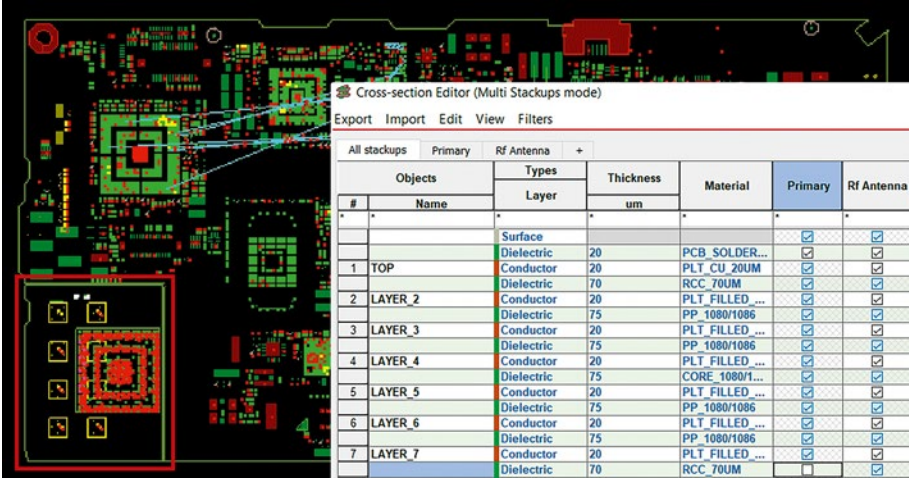 Cross-section Editor (Multi Stackups mode)
Export Import Edit View Filters
All stackups Primary Rf Antenna +
Objects Types Thickness Material Primary Rf Antenna
Layer
# Name um
* * * * * * *
Surface
Dielectric 20 PCB_SOLDER...
1 TOP Conductor 20 PLT_CU_20UM
Dielectric 70 RCC_70UM
2 LAYER_2 Conductor 20 PLT_FILLED_...
Dielectric 75 PP_1080/1086
3 LAYER_3 Conductor 20 PLT_FILLED_...
Dielectric 75 PP_1080/1086
4 LAYER_4 Conductor 20 PLT_FILLED_...
Dielectric 75 CORE_1080/1...
5 LAYER_5 Conductor 20 PLT_FILLED_...
Dielectric 75 PP_1080/1086
6 LAYER_6 Conductor 20 PLT_FILLED_...
Dielectric 75 PP_1080/1086
7 LAYER_7 Conductor 20 PLT_FILLED_...
Dielectric 70 RCC_70UM